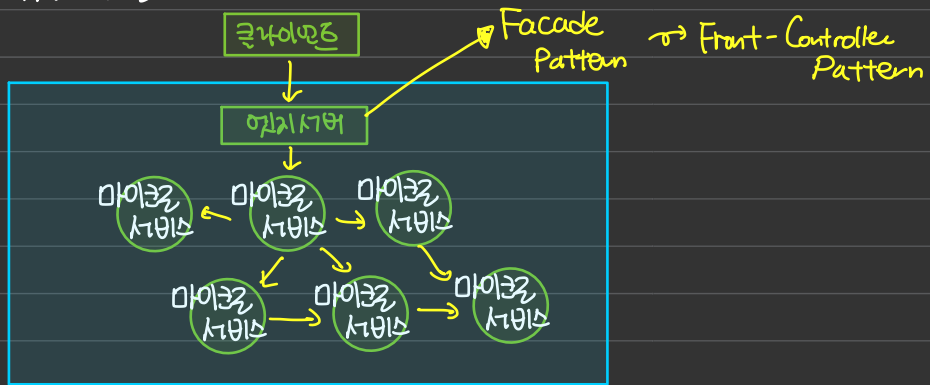 클라이언트
Facade
Pattern
~> Front-Controller
Pattern
엣지서버
마이크로
서비스
마이크로
서비스
마이크로
서비스
마이크로
서비스
마이크로
서비스
마이크로
서비스